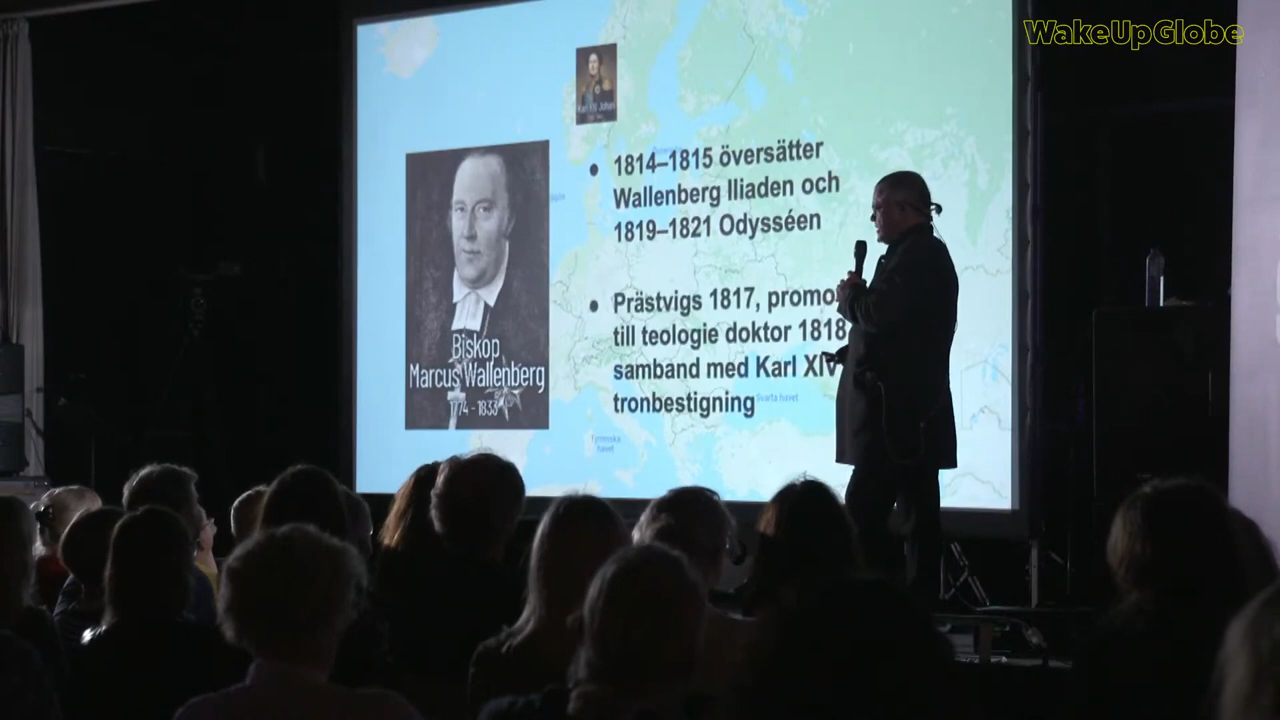 WakeUpGlobe
Karl XIV Johan
1814–1815 översätter
Wallenberg Iliaden och
1819–1821 Odysséen
Prästvigs 1817, promo
till teologie doktor 1818
samband med Karl XIV
tronbestigning
Biskop
Marcus Wallenberg
1774 - 1833
Svarta havet
Tyrrenska
havet